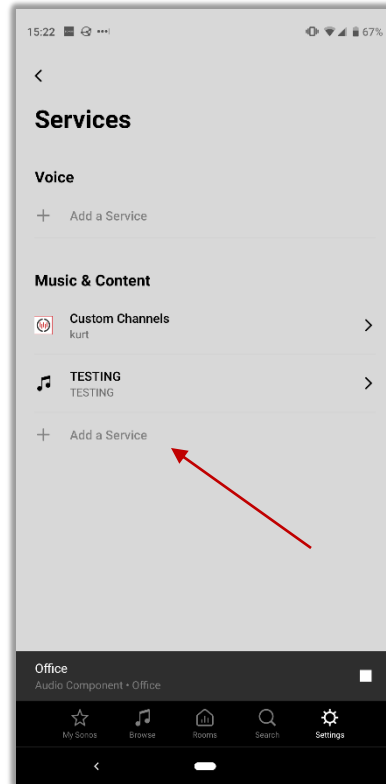 15:22 67%
Services
Voice
+ Add a Service
Music & Content
Custom Channels
kurt
TESTING
TESTING
+ Add a Service
Office
Audio Component • Office
My Sonos Browse Rooms Search Settings